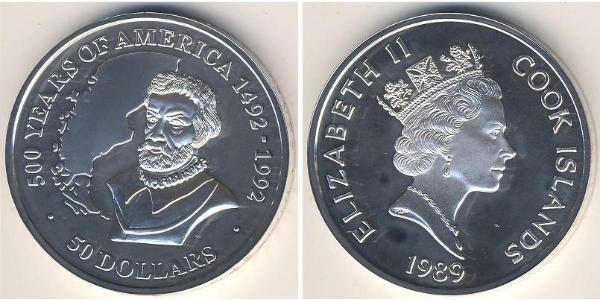 500 YEARS OF AMERICA 1492 - 1992
· 50 DOLLARS ·
ELIZABETH II
COOK ISLANDS
1989